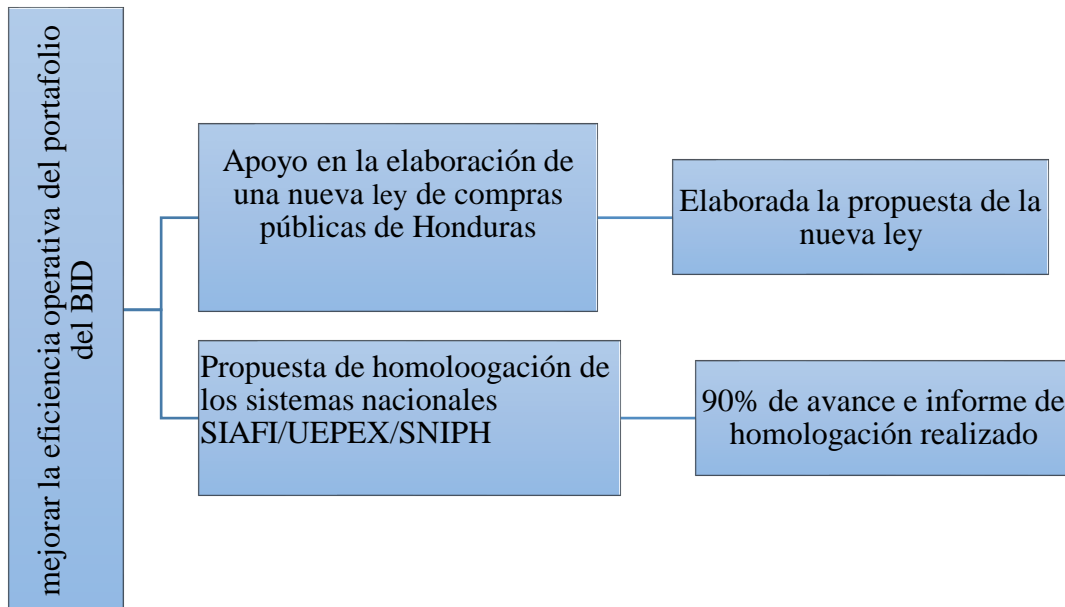 mejorar la eficiencia operativa del portafolio
del BID
Apoyo en la elaboración de
una nueva ley de compras
públicas de Honduras
Elaborada la propuesta de la
nueva ley
Propuesta de homoloogación de
los sistemas nacionales
SIAFI/UEPEX/SNIPH
90% de avance e informe de
homologación realizado